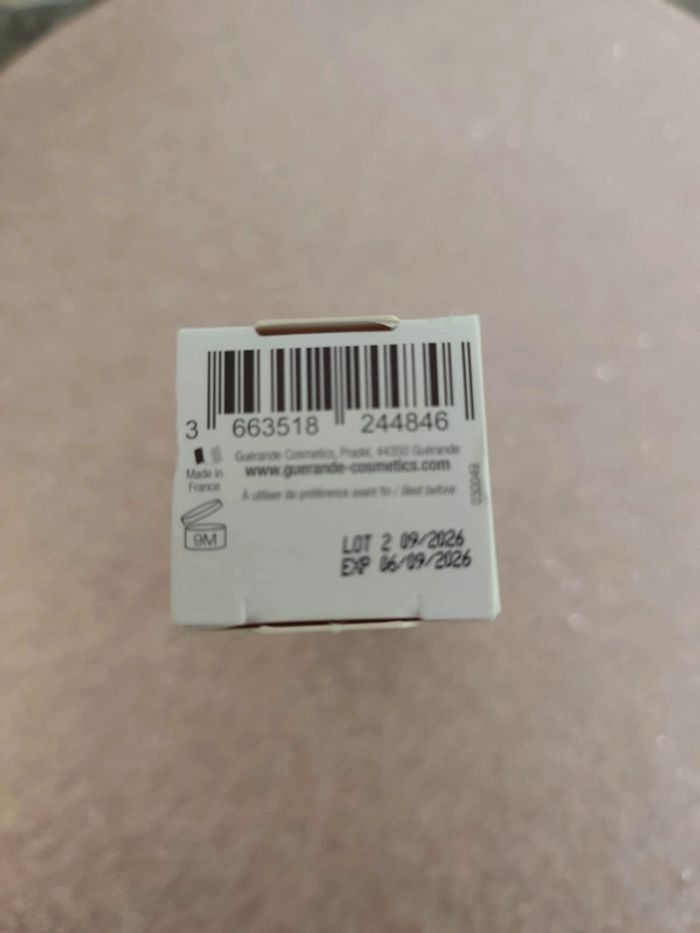 3 663518 244846
Guérande Cosmetics, Pradel, 44350 Guérande
www.guerande-cosmetics.com
Made in
France
À utiliser de préférence avant fin / Best before
030049
9M
LOT 2 09/2026
EXP 06/09/2026